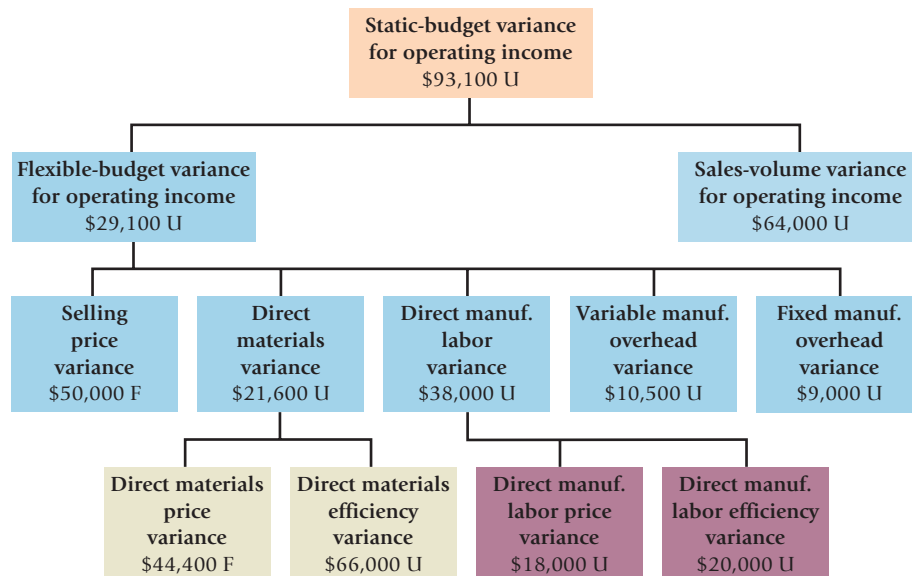 Static-budget variance
for operating income
$93,100 U
Flexible-budget variance
for operating income
$29,100 U
Sales-volume variance
for operating income
$64,000 U
Selling
price
variance
$50,000 F
Direct
materials
variance
$21,600 U
Direct manuf.
labor
variance
$38,000 U
Variable manuf.
overhead
variance
$10,500 U
Fixed manuf.
overhead
variance
$9,000 U
Direct materials
price
variance
$44,400 F
Direct materials
efficiency
variance
$66,000 U
Direct manuf.
labor price
variance
$18,000 U
Direct manuf.
labor efficiency
variance
$20,000 U